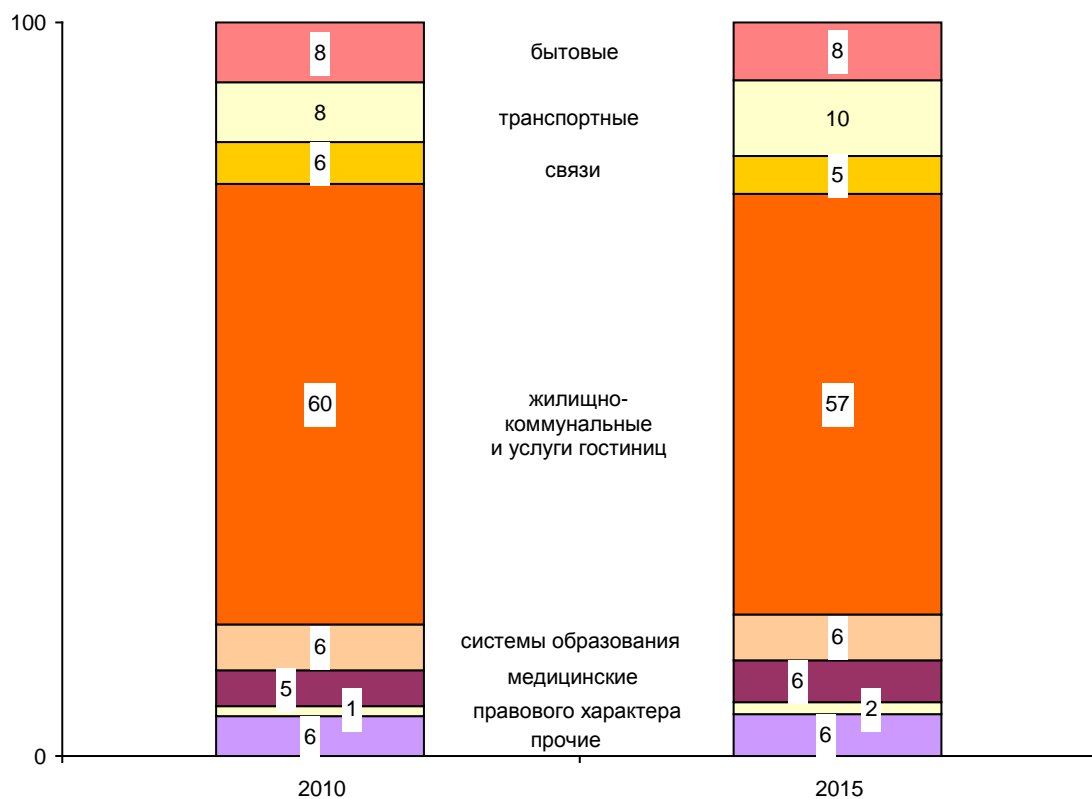 100
8
бытовые
8
8
транспортные
10
6
связи
5
60
жилищно-
коммунальные
и услуги гостиниц
57
6
системы образования
6
5
медицинские
6
1
правового характера
2
6
прочие
6
0
2010
2015